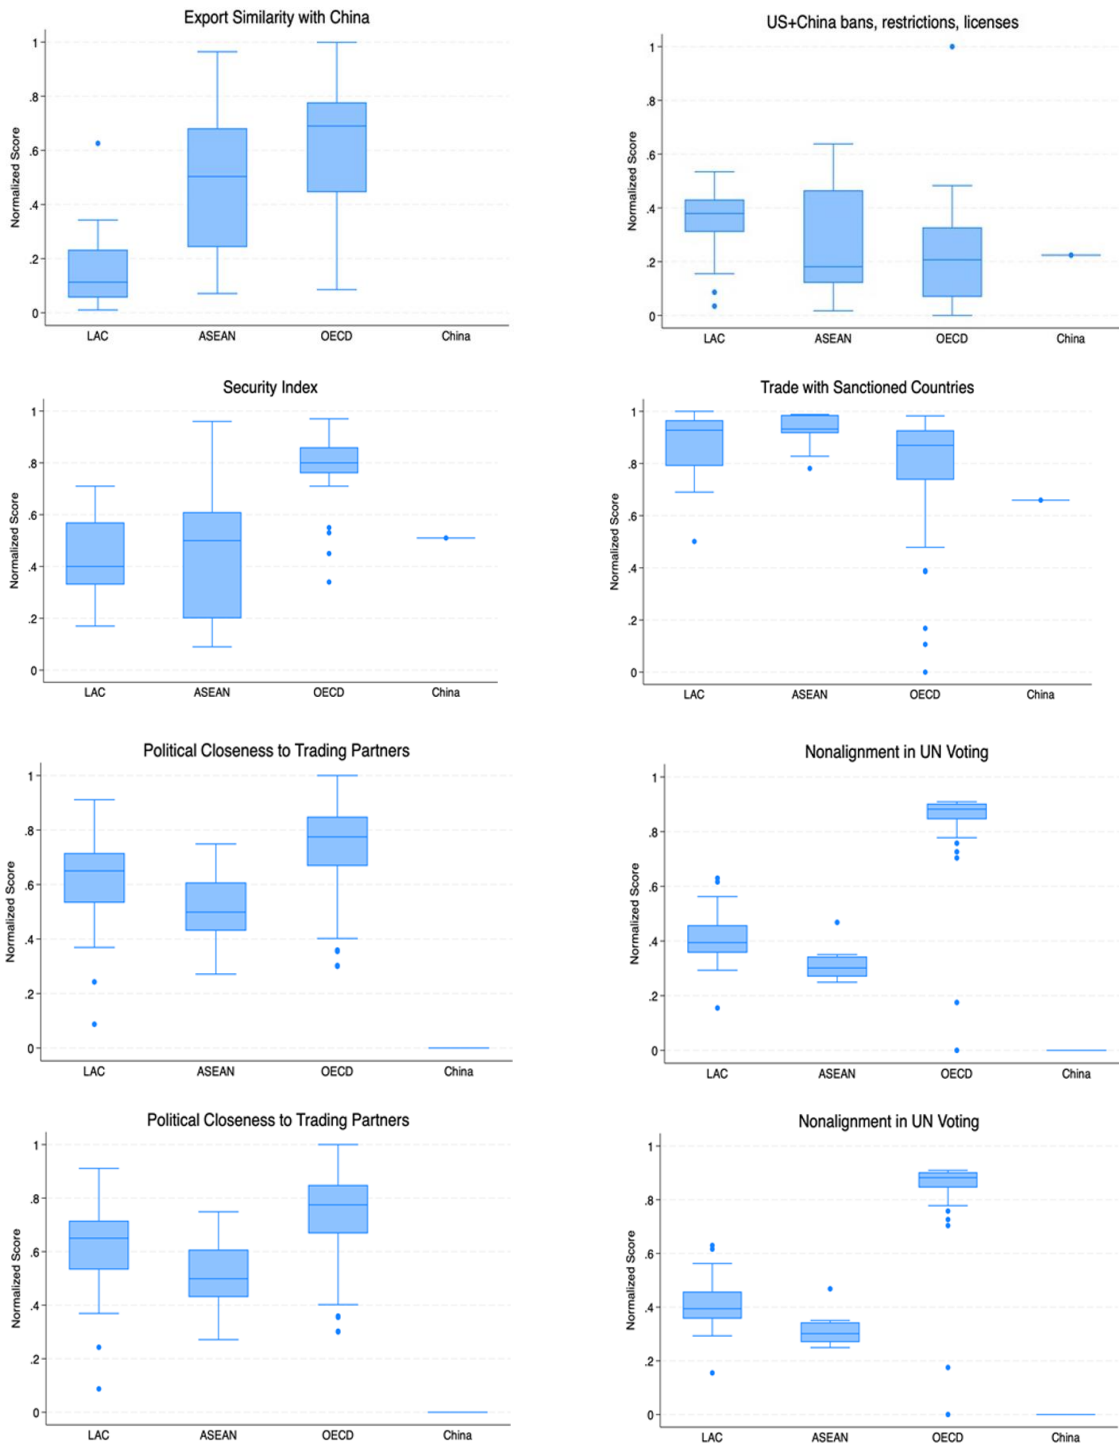 Export Similarity with China
Normalized Score
1
.8
.6
.4
.2
0
LAC ASEAN OECD China
US+China bans, restrictions, licenses
Normalized Score
1
.8
.6
.4
.2
0
LAC ASEAN OECD China
Security Index
Normalized Score
1
.8
.6
.4
.2
0
LAC ASEAN OECD China
Trade with Sanctioned Countries
Normalized Score
1
.8
.6
.4
.2
0
LAC ASEAN OECD China
Political Closeness to Trading Partners
Normalized Score
1
.8
.6
.4
.2
0
LAC ASEAN OECD China
Nonalignment in UN Voting
Normalized Score
1
.8
.6
.4
.2
0
LAC ASEAN OECD China
Political Closeness to Trading Partners
Normalized Score
1
.8
.6
.4
.2
0
LAC ASEAN OECD China
Nonalignment in UN Voting
Normalized Score
1
.8
.6
.4
.2
0
LAC ASEAN OECD China